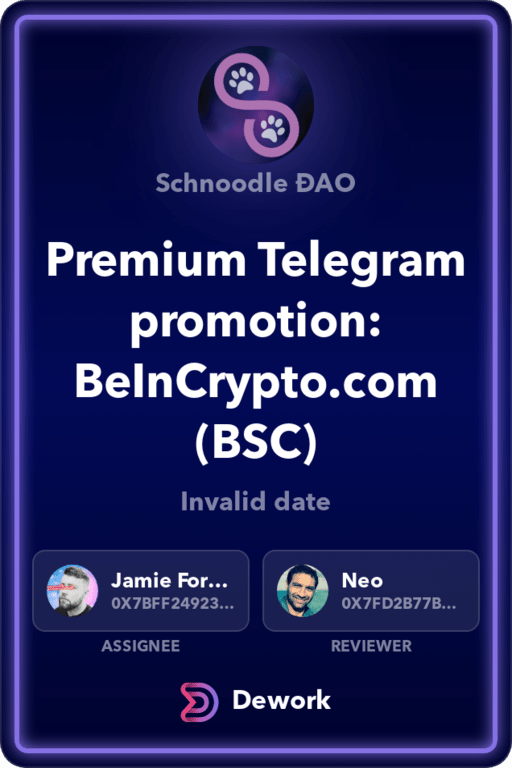 Schnoodle ĐAO
Premium Telegram
promotion:
BeInCrypto.com
(BSC)
Invalid date
Jamie For...
0X7BFF24923...
Neo
0X7FD2B77B...
ASSIGNEE
REVIEWER
Dework